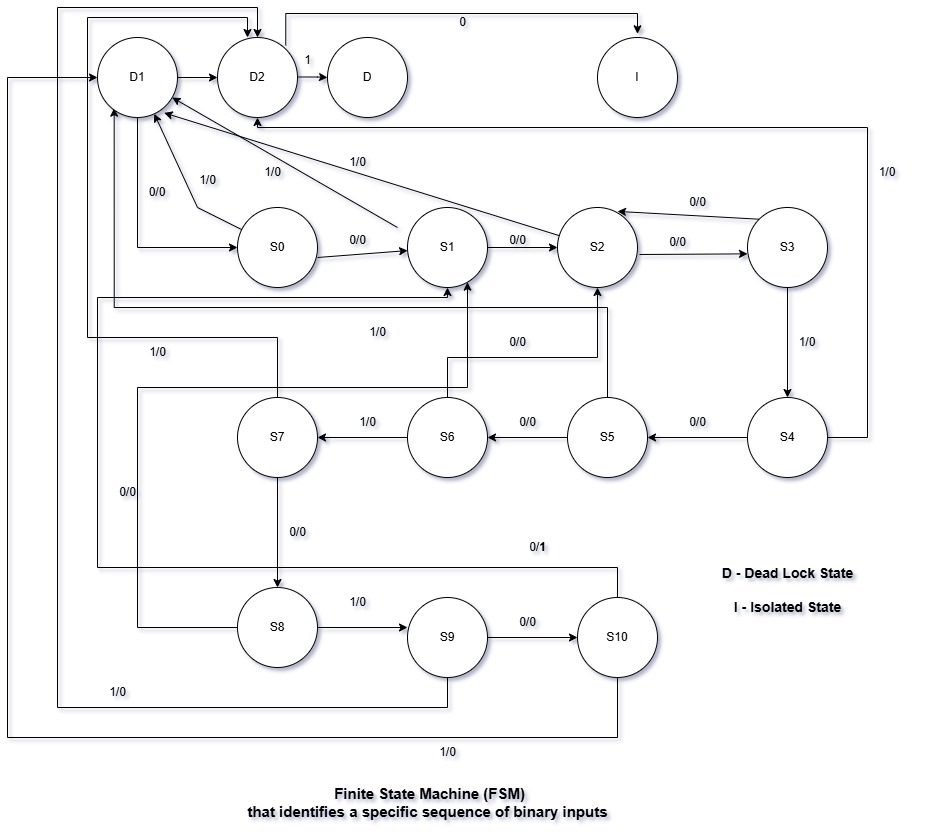 0
1
D1
D2
D
I
1/0
1/0
1/0
1/0
0/0
0/0
0/0
0/0
0/0
S0
S1
S2
S3
1/0
1/0
1/0
0/0
1/0
0/0
0/0
S7
S6
S5
S4
0/0
0/0
0/1
D - Dead Lock State
1/0
0/0
I - Isolated State
S8
S9
S10
1/0
1/0
Finite State Machine (FSM)
that identifies a specific sequence of binary inputs